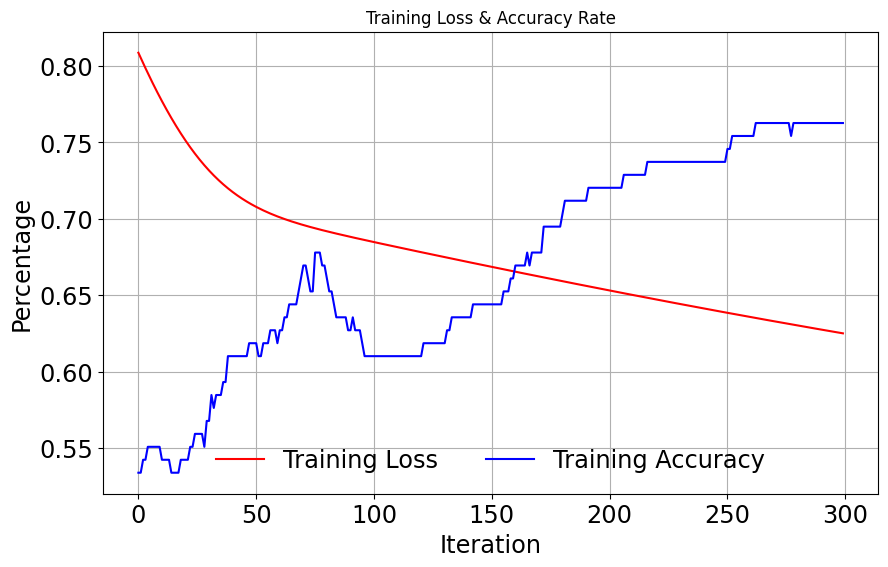 Training Loss & Accuracy Rate
Percentage
0.80
0.75
0.70
0.65
0.60
0.55
Training Loss
Training Accuracy
0 50 100 150 200 250 300
Iteration